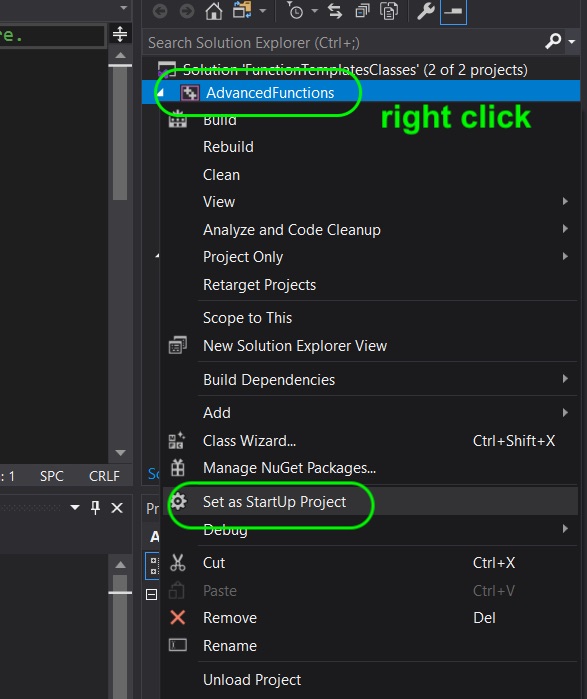 re.
Search Solution Explorer (Ctrl+;)
Solution 'FunctionTemplatesClasses' (2 of 2 projects)
AdvancedFunctions
right click
Build
Rebuild
Clean
View
Analyze and Code Cleanup
Project Only
Retarget Projects
Scope to This
New Solution Explorer View
Build Dependencies
Add
Class Wizard... Ctrl+Shift+X
: 1 SPC CRLF So
Manage NuGet Packages...
Set as StartUp Project
Pr
Debug
A
Cut Ctrl+X
Paste Ctrl+V
Remove Del
Rename
Unload Project